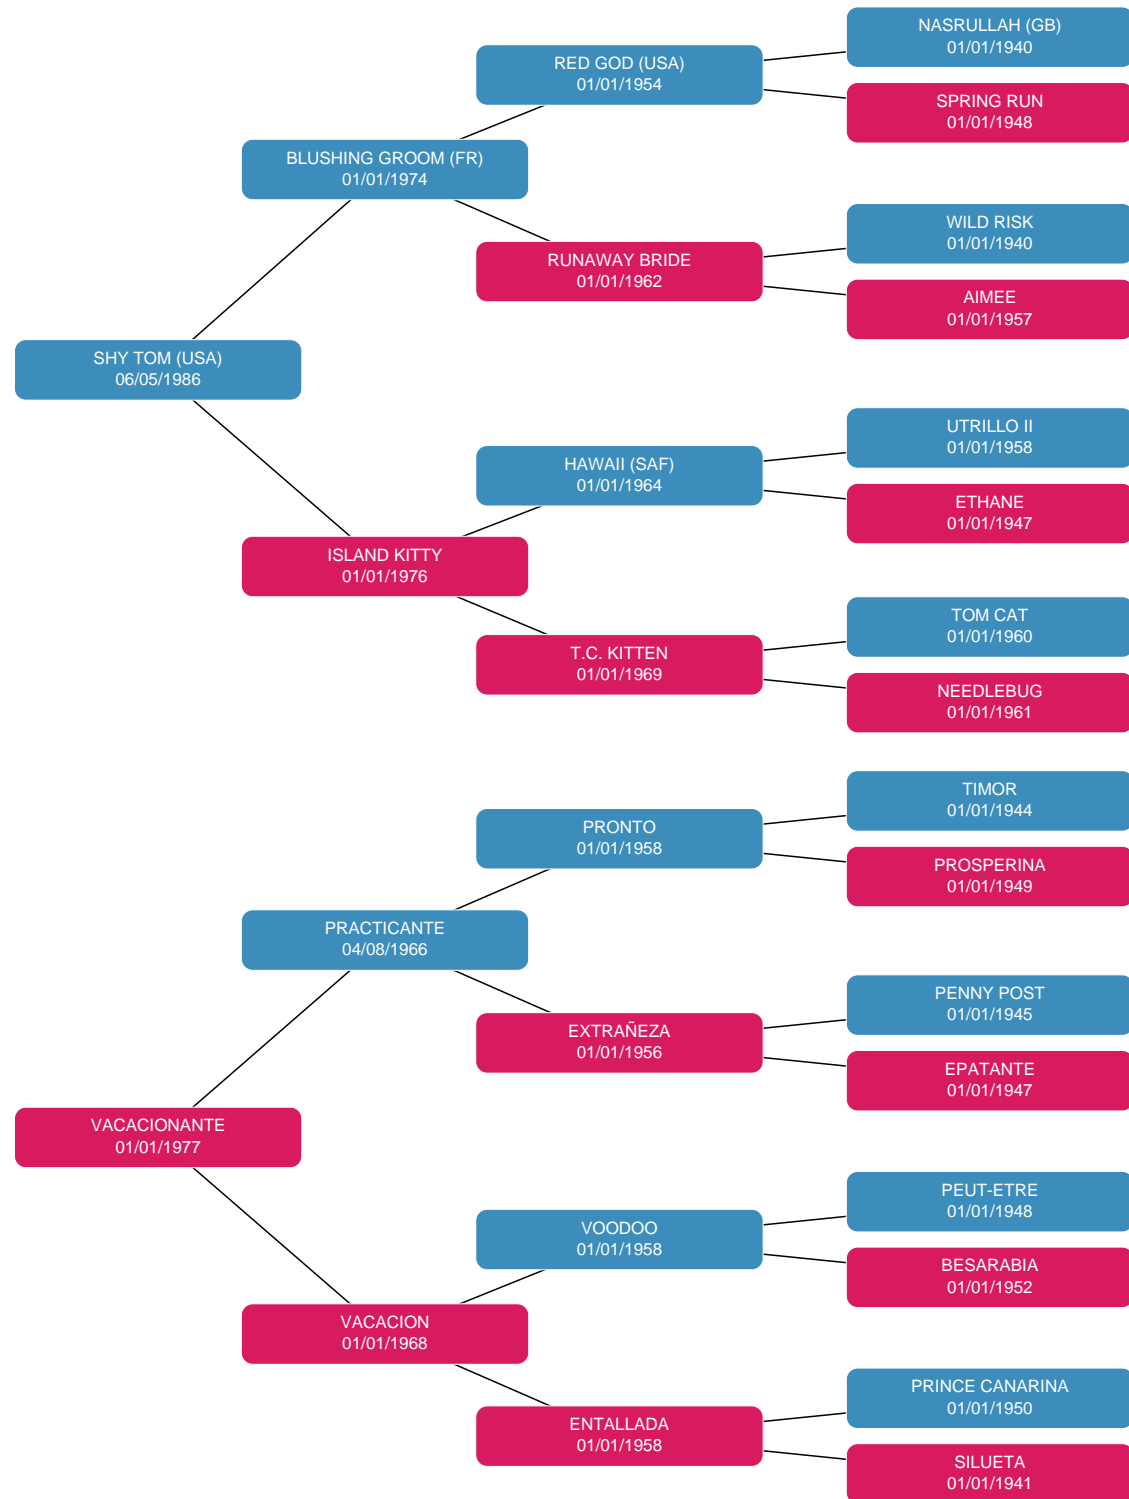 NASRULLAH (GB)
01/01/1940
RED GOD (USA)
01/01/1954
SPRING RUN
01/01/1948
BLUSHING GROOM (FR)
01/01/1974
WILD RISK
01/01/1940
RUNAWAY BRIDE
01/01/1962
AIMEE
01/01/1957
SHY TOM (USA)
06/05/1986
UTRILLO II
01/01/1958
HAWAII (SAF)
01/01/1964
ETHANE
01/01/1947
ISLAND KITTY
01/01/1976
TOM CAT
01/01/1960
T.C. KITTEN
01/01/1969
NEEDLEBUG
01/01/1961
TIMOR
01/01/1944
PRONTO
01/01/1958
PROSPERINA
01/01/1949
PRACTICANTE
04/08/1966
PENNY POST
01/01/1945
EXTRAÑEZA
01/01/1956
EPATANTE
01/01/1947
VACACIONANTE
01/01/1977
PEUT-ETRE
01/01/1948
VOODOO
01/01/1958
BESARABIA
01/01/1952
VACACION
01/01/1968
PRINCE CANARINA
01/01/1950
ENTALLADA
01/01/1958
SILUETA
01/01/1941